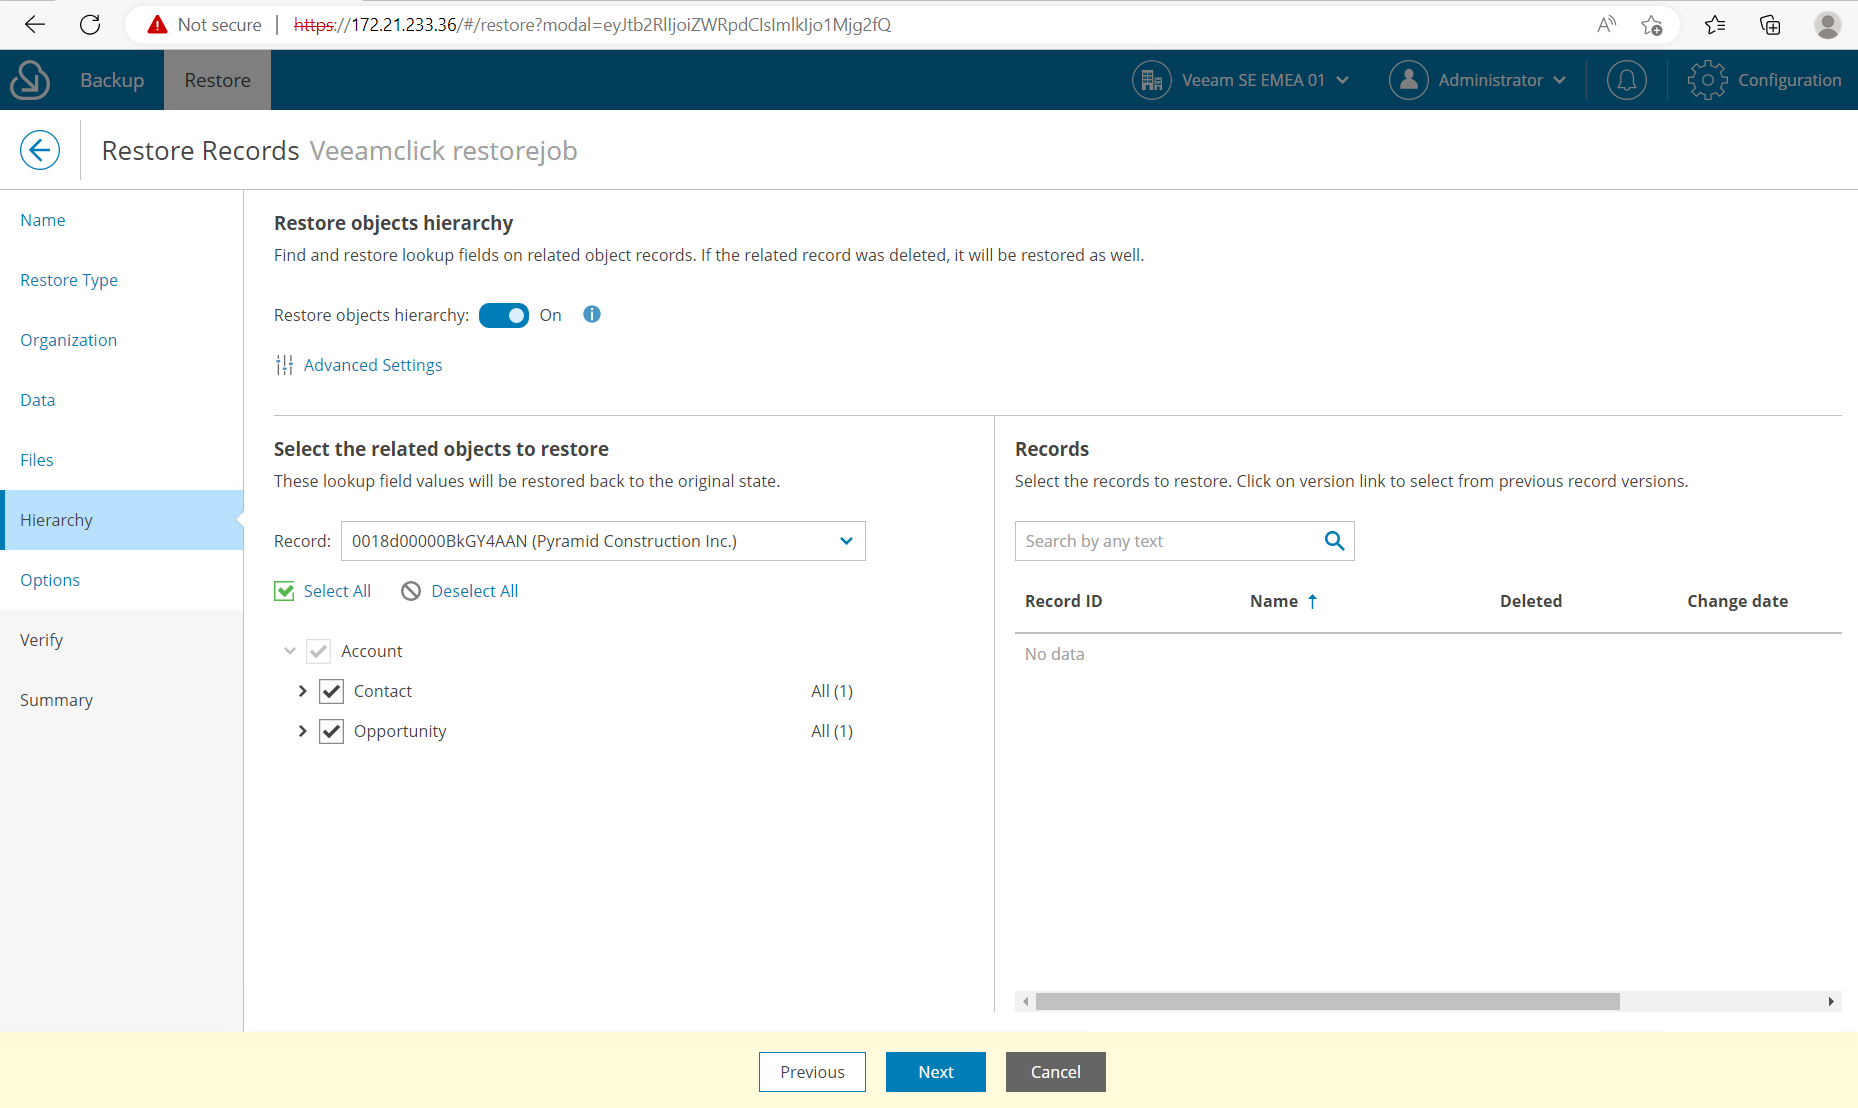 Not secure | https://172.21.233.36/#/restore?modal=eyJtb2RlIjoiZWRpdCIsImlkIjo1Mjg2fQ
Backup Restore Veeam SE EMEA 01 Administrator Configuration
Restore Records Veeamclick restorejob
Name
Restore Type
Organization
Data
Files
Hierarchy
Options
Verify
Summary
Restore objects hierarchy
Find and restore lookup fields on related object records. If the related record was deleted, it will be restored as well.
Restore objects hierarchy: On
Advanced Settings
Select the related objects to restore
These lookup field values will be restored back to the original state.
Record: 0018d00000BkGY4AAN (Pyramid Construction Inc.)
Select All Deselect All
Account
Contact All (1)
Opportunity All (1)
Records
Select the records to restore. Click on version link to select from previous record versions.
Search by any text
Record ID Name Deleted Change date
No data
Previous Next Cancel